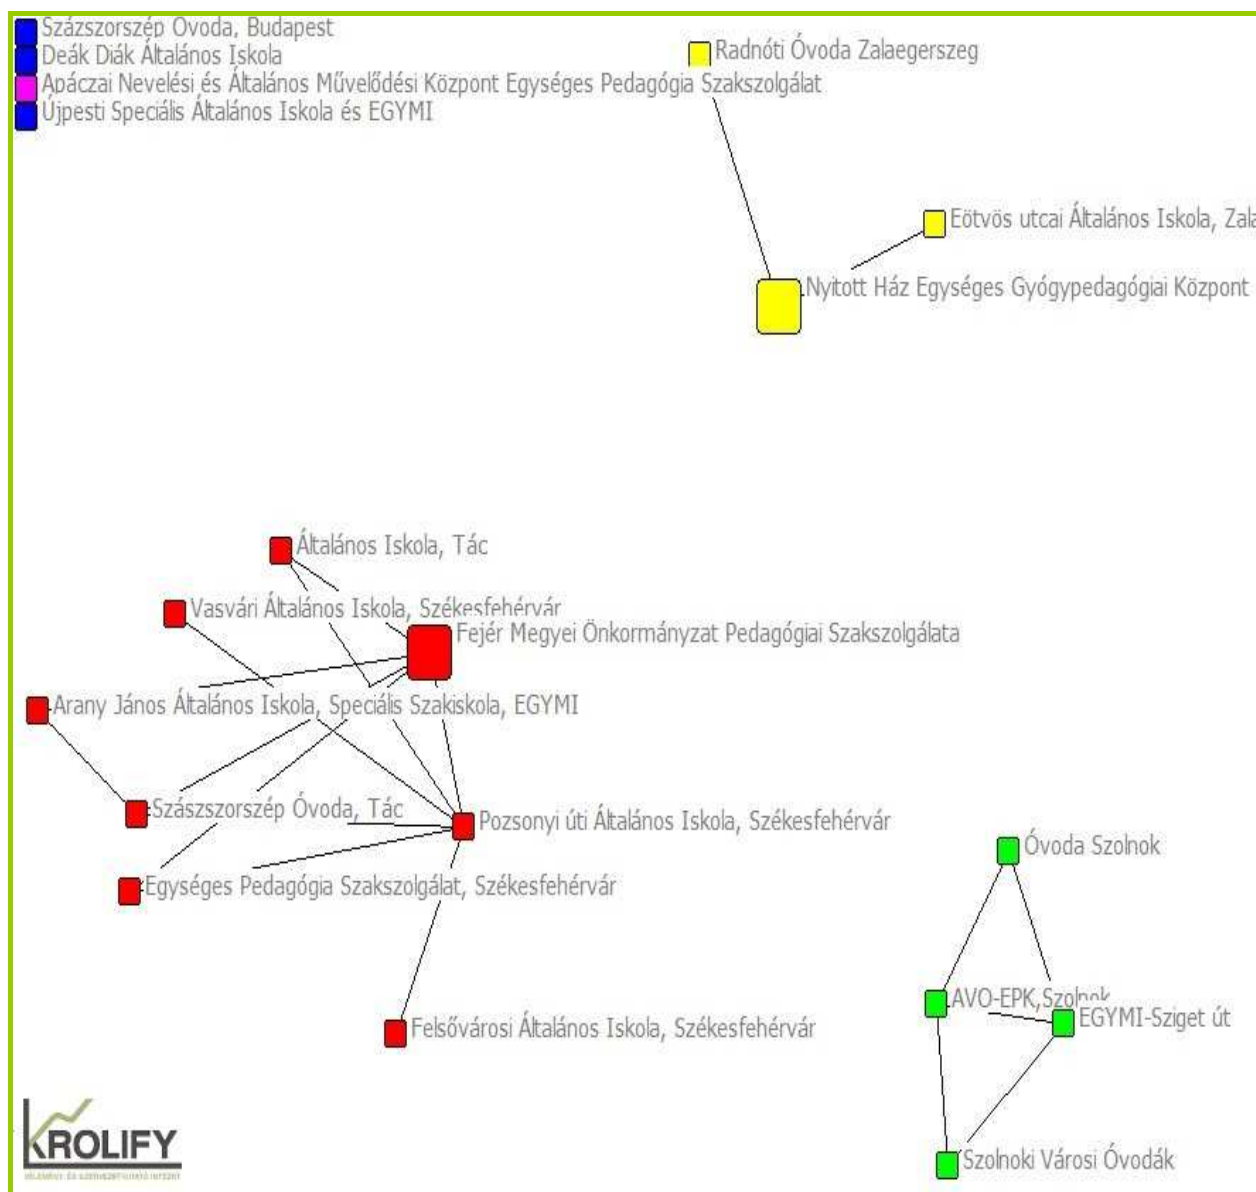 Százszorszép Óvoda, Budapest
Deák Diák Általános Iskola
Apáczai Nevelési és Általános Művelődési Központ Egységes Pedagógia Szakszolgálat
Újpesti Speciális Általános Iskola és EGYMI
Radnóti Óvoda Zalaegerszeg
Eötvös utcai Általános Iskola, Zala
Nyitott Ház Egységes Gyógypedagógiai Központ
Általános Iskola, Tác
Vasvári Általános Iskola, Székesfehérvár
Fejér Megyei Önkormányzat Pedagógiai Szakszolgálata
Arany János Általános Iskola, Speciális Szakiskola, EGYMI
Szászszorszép Óvoda, Tác
Pozsonyi úti Általános Iskola, Székesfehérvár
Egységes Pedagógia Szakszolgálat, Székesfehérvár
Óvoda Szolnok
AVO-EPK,Szolnok
EGYMI-Sziget út
Felsővárosi Általános Iskola, Székesfehérvár
Szolnoki Városi Óvodák
KROLIFY